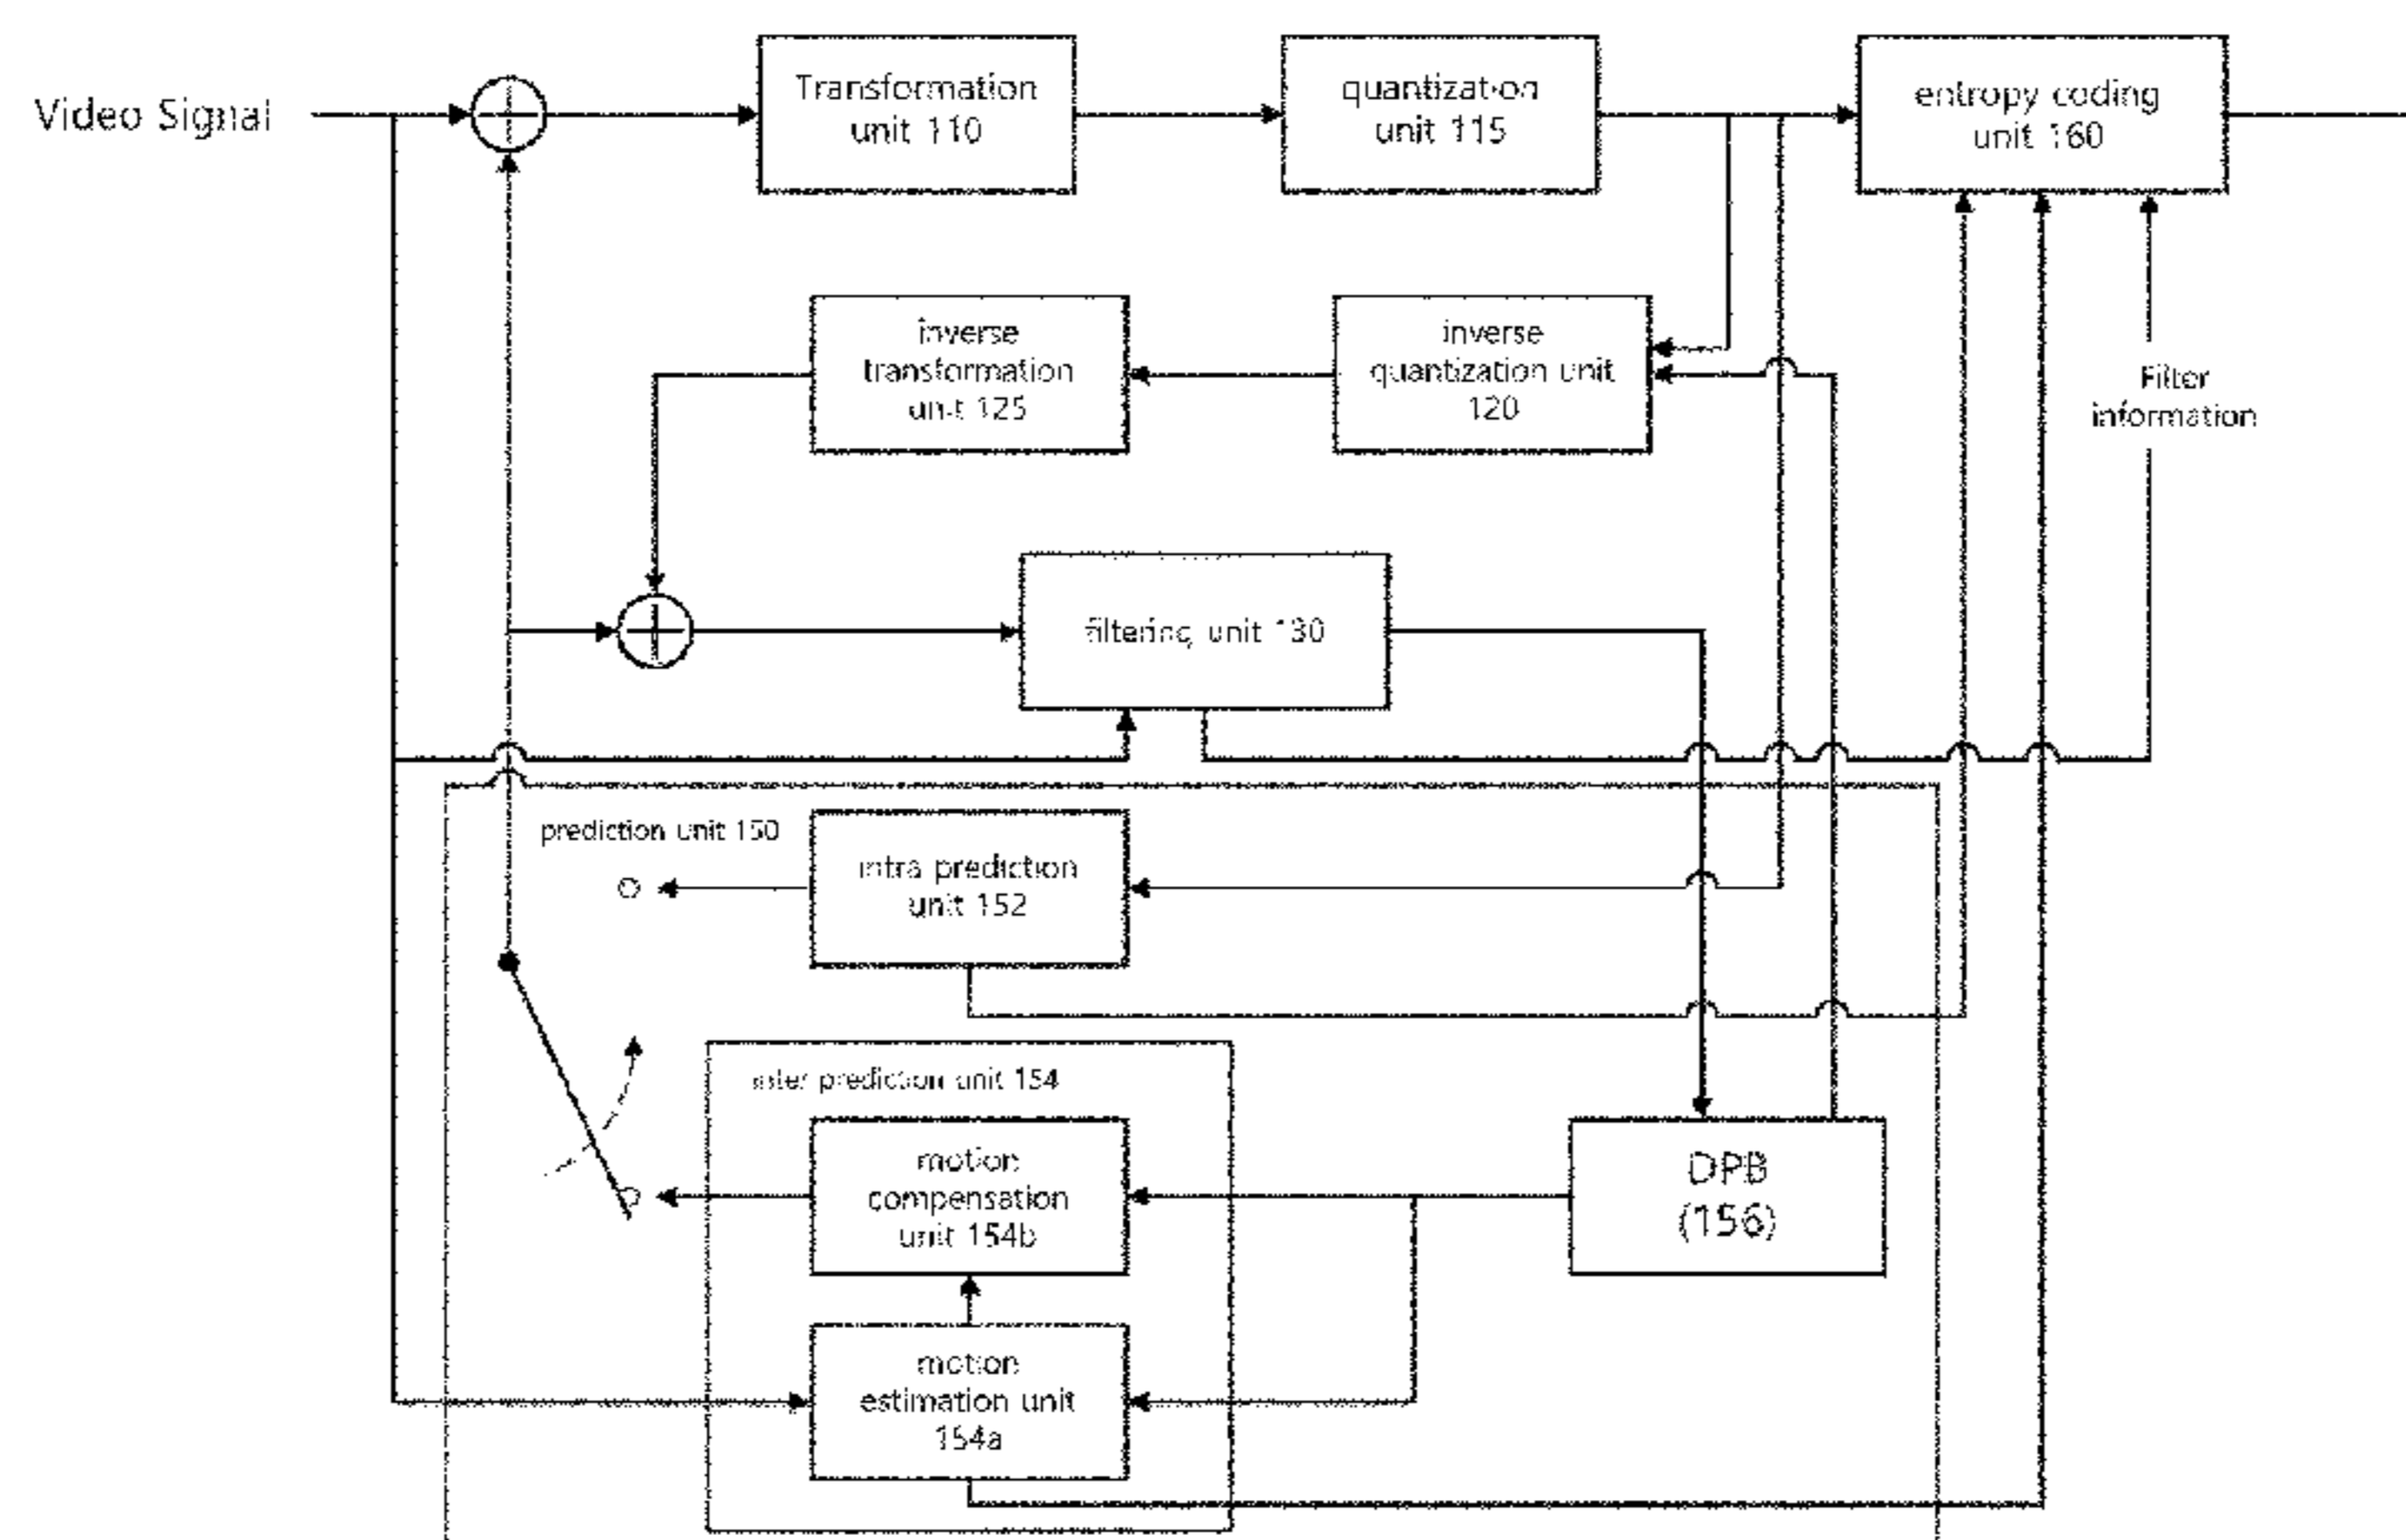 Video Signal
Transformation
unit 110
quantization
unit 115
entropy coding
unit 160
inverse
transformation
unit 125
inverse
quantization unit
120
Filter
information
filtering unit 130
prediction unit 150
intra prediction
unit 152
inter prediction unit 154
motion
compensation
unit 154b
DPB
(156)
motion
estimation unit
154a